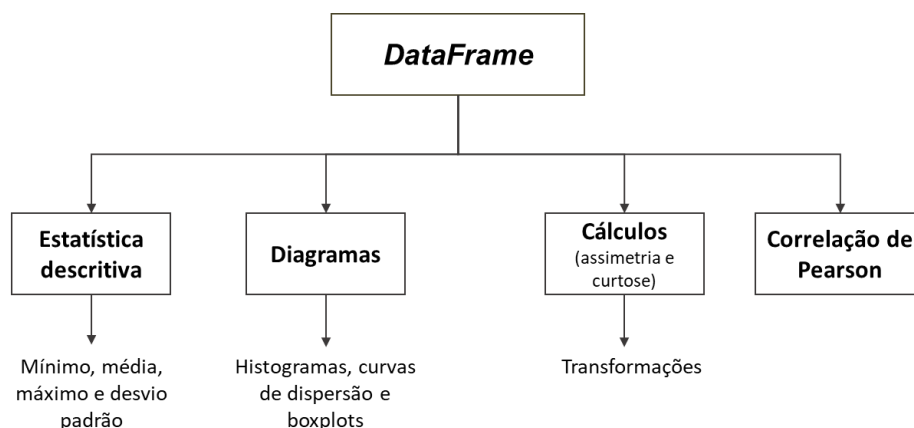 DataFrame
Estatística
descritiva
Diagramas
Cálculos
(assimetria e
curtose)
Correlação de
Pearson
Mínimo, média,
máximo e desvio
padrão
Histogramas, curvas
de dispersão e
boxplots
Transformações